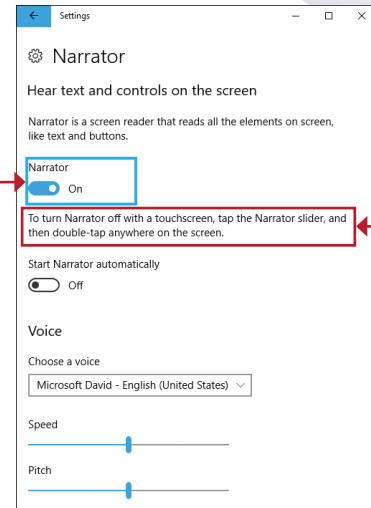 Settings
Narrator
Hear text and controls on the screen
Narrator is a screen reader that reads all the elements on screen,
like text and buttons.
Narrator
On
To turn Narrator off with a touchscreen, tap the Narrator slider, and
then double-tap anywhere on the screen.
Start Narrator automatically
Off
Voice
Choose a voice
Microsoft David - English (United States)
Speed
Pitch